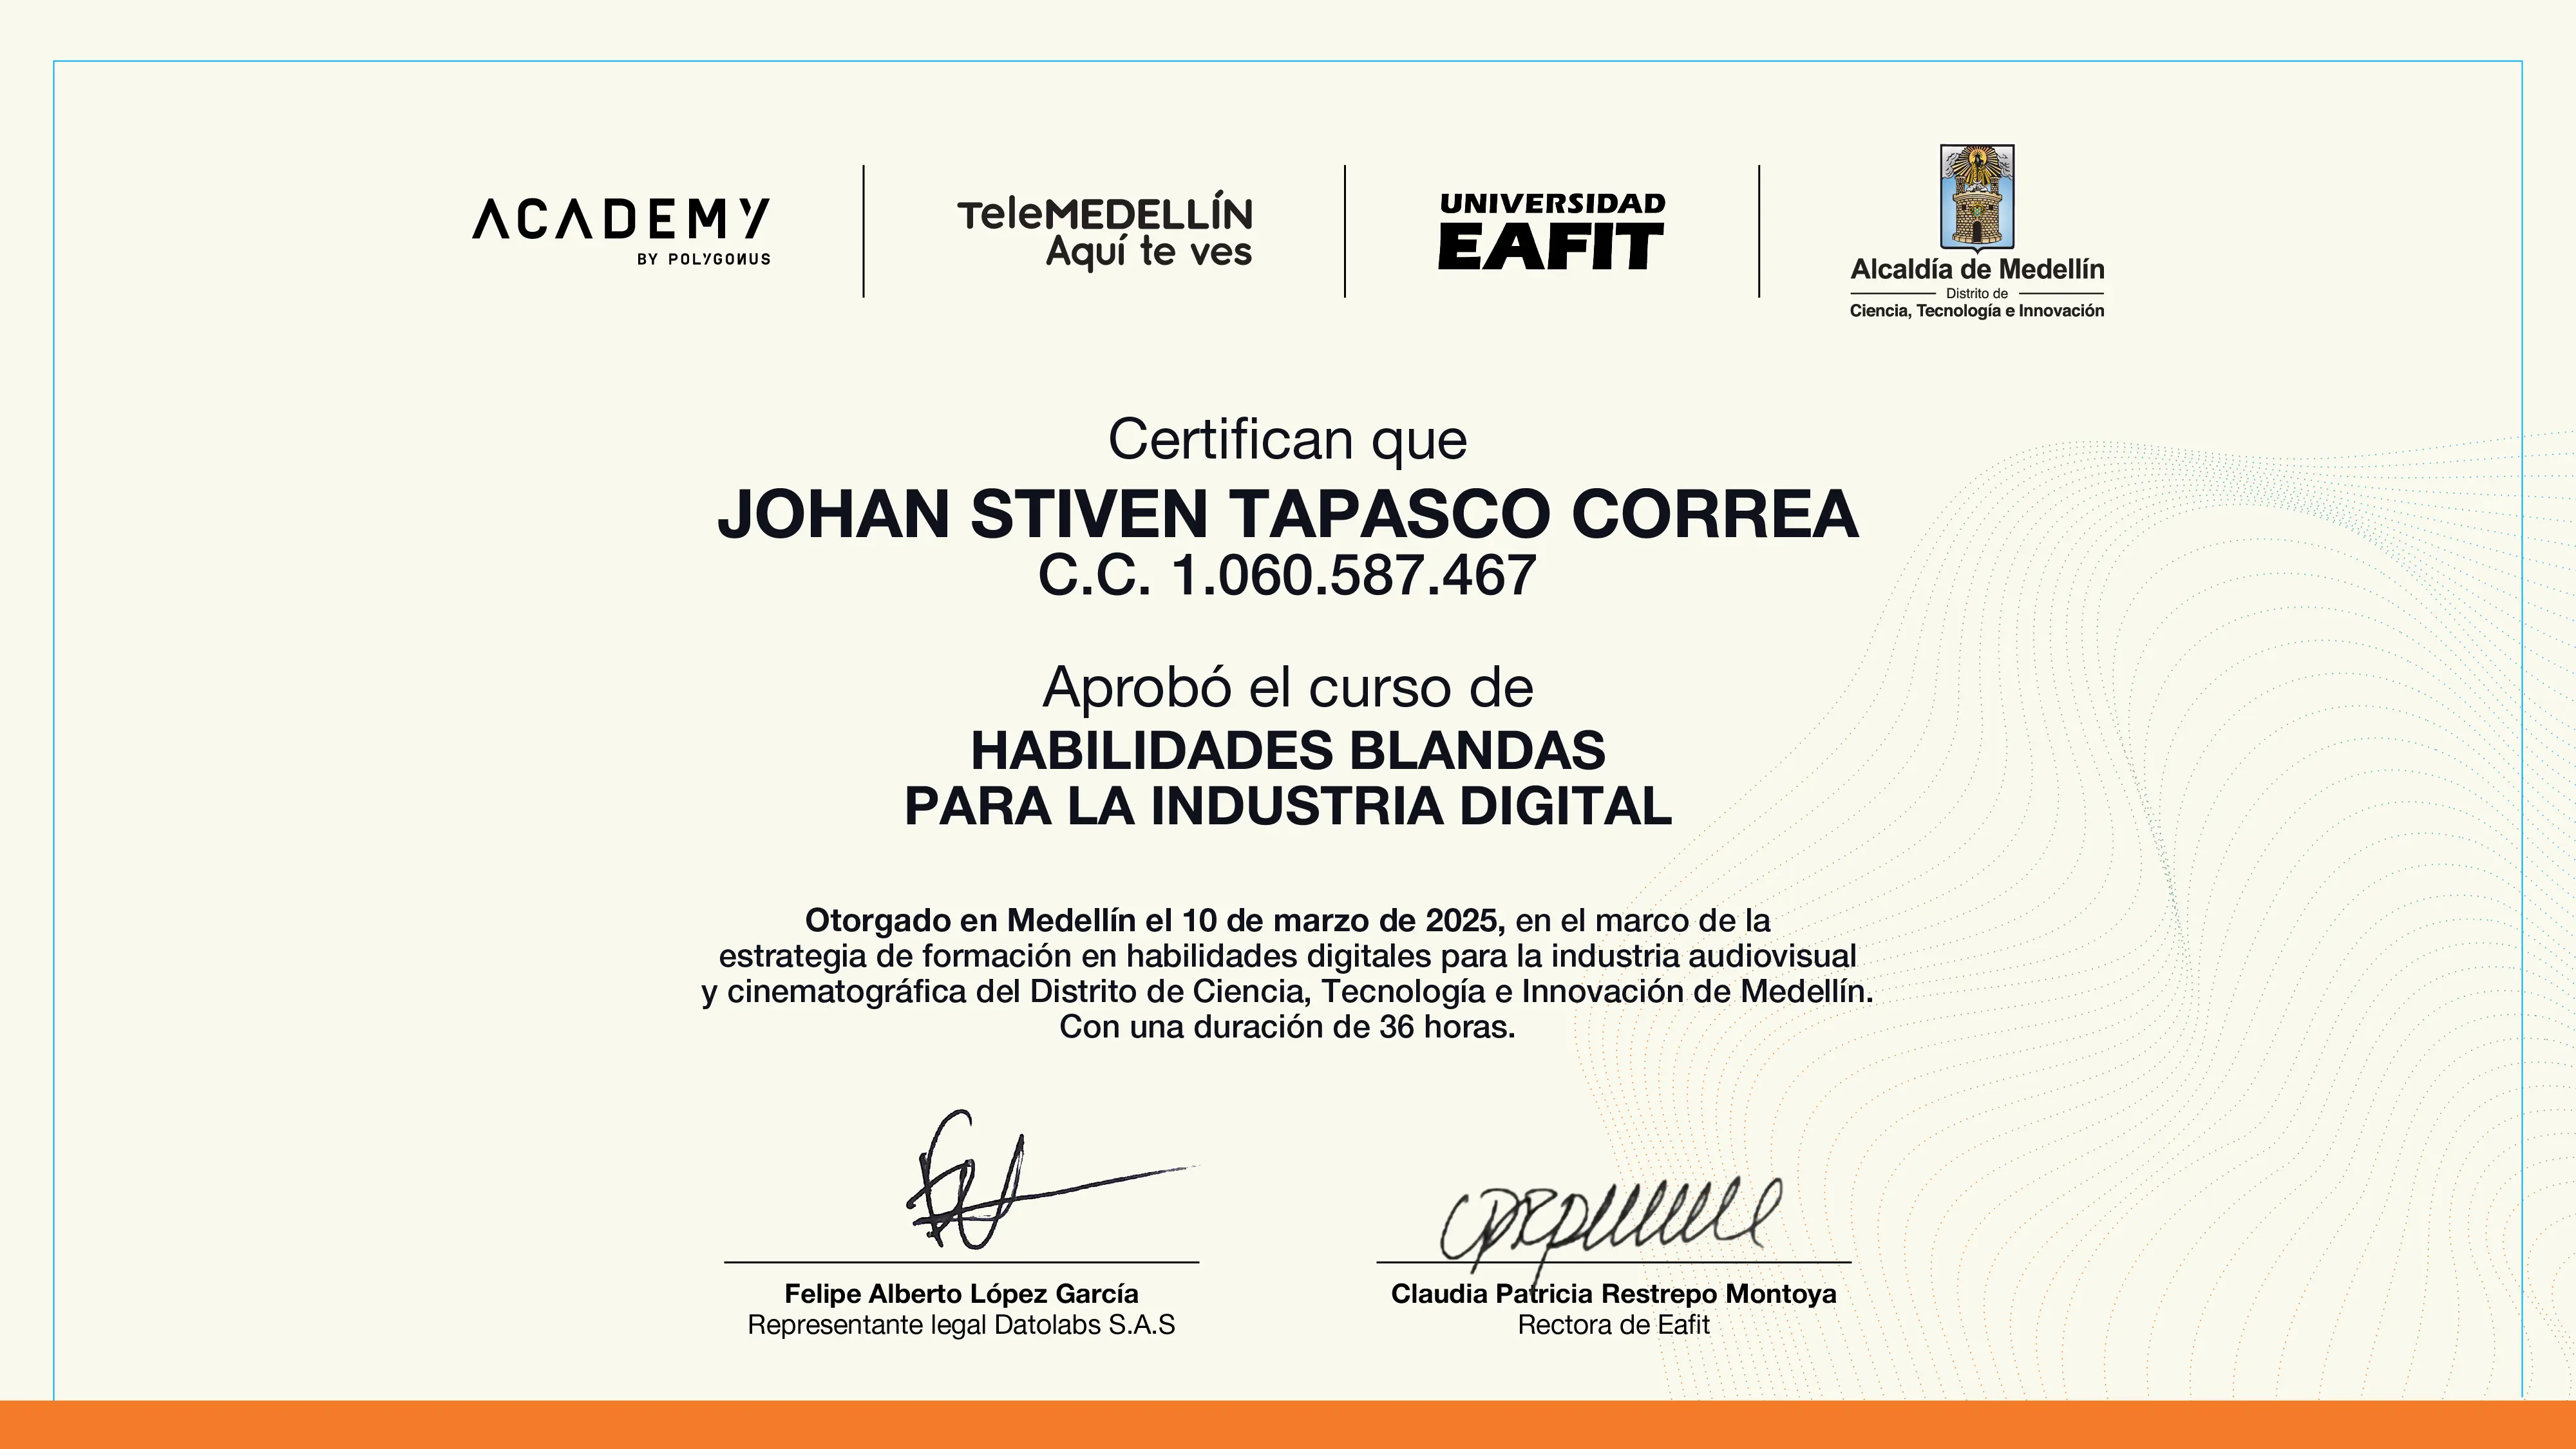 ACADEMY
BY POLYGONUS
TeleMEDELLÍN
Aquí te ves
UNIVERSIDAD
EAFIT
Alcaldía de Medellín
Distrito de
Ciencia, Tecnología e Innovación
Certifican que
JOHAN STIVEN TAPASCO CORREA
C.C. 1.060.587.467
Aprobó el curso de
HABILIDADES BLANDAS
PARA LA INDUSTRIA DIGITAL
Otorgado en Medellín el 10 de marzo de 2025, en el marco de la
estrategia de formación en habilidades digitales para la industria audiovisual
y cinematográfica del Distrito de Ciencia, Tecnología e Innovación de Medellín.
Con una duración de 36 horas.
Felipe Alberto López García
Representante legal Datolabs S.A.S
Claudia Patricia Restrepo Montoya
Rectora de Eafit